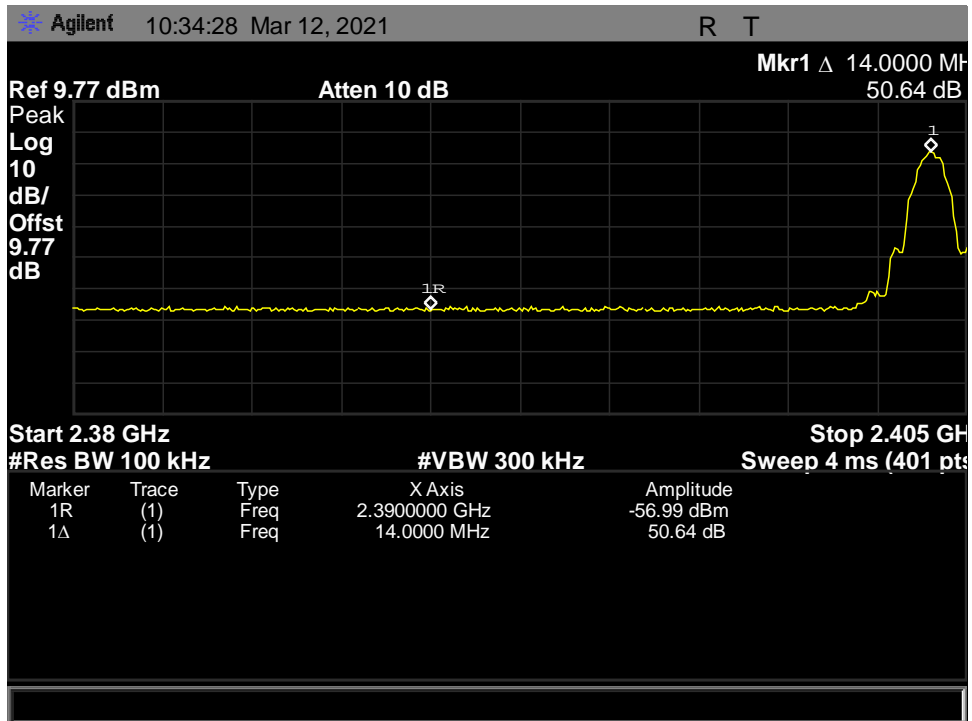 Agilent 10:34:28 Mar 12, 2021 R T
Mkr1 Δ 14.0000 MH
Ref 9.77 dBm Atten 10 dB 50.64 dB
Peak
Log
10
dB/
Offst
9.77
dB
1
1R
Start 2.38 GHz Stop 2.405 GH
#Res BW 100 kHz #VBW 300 kHz Sweep 4 ms (401 pts
Marker Trace Type X Axis Amplitude
1R (1) Freq 2.3900000 GHz -56.99 dBm
1Δ (1) Freq 14.0000 MHz 50.64 dB